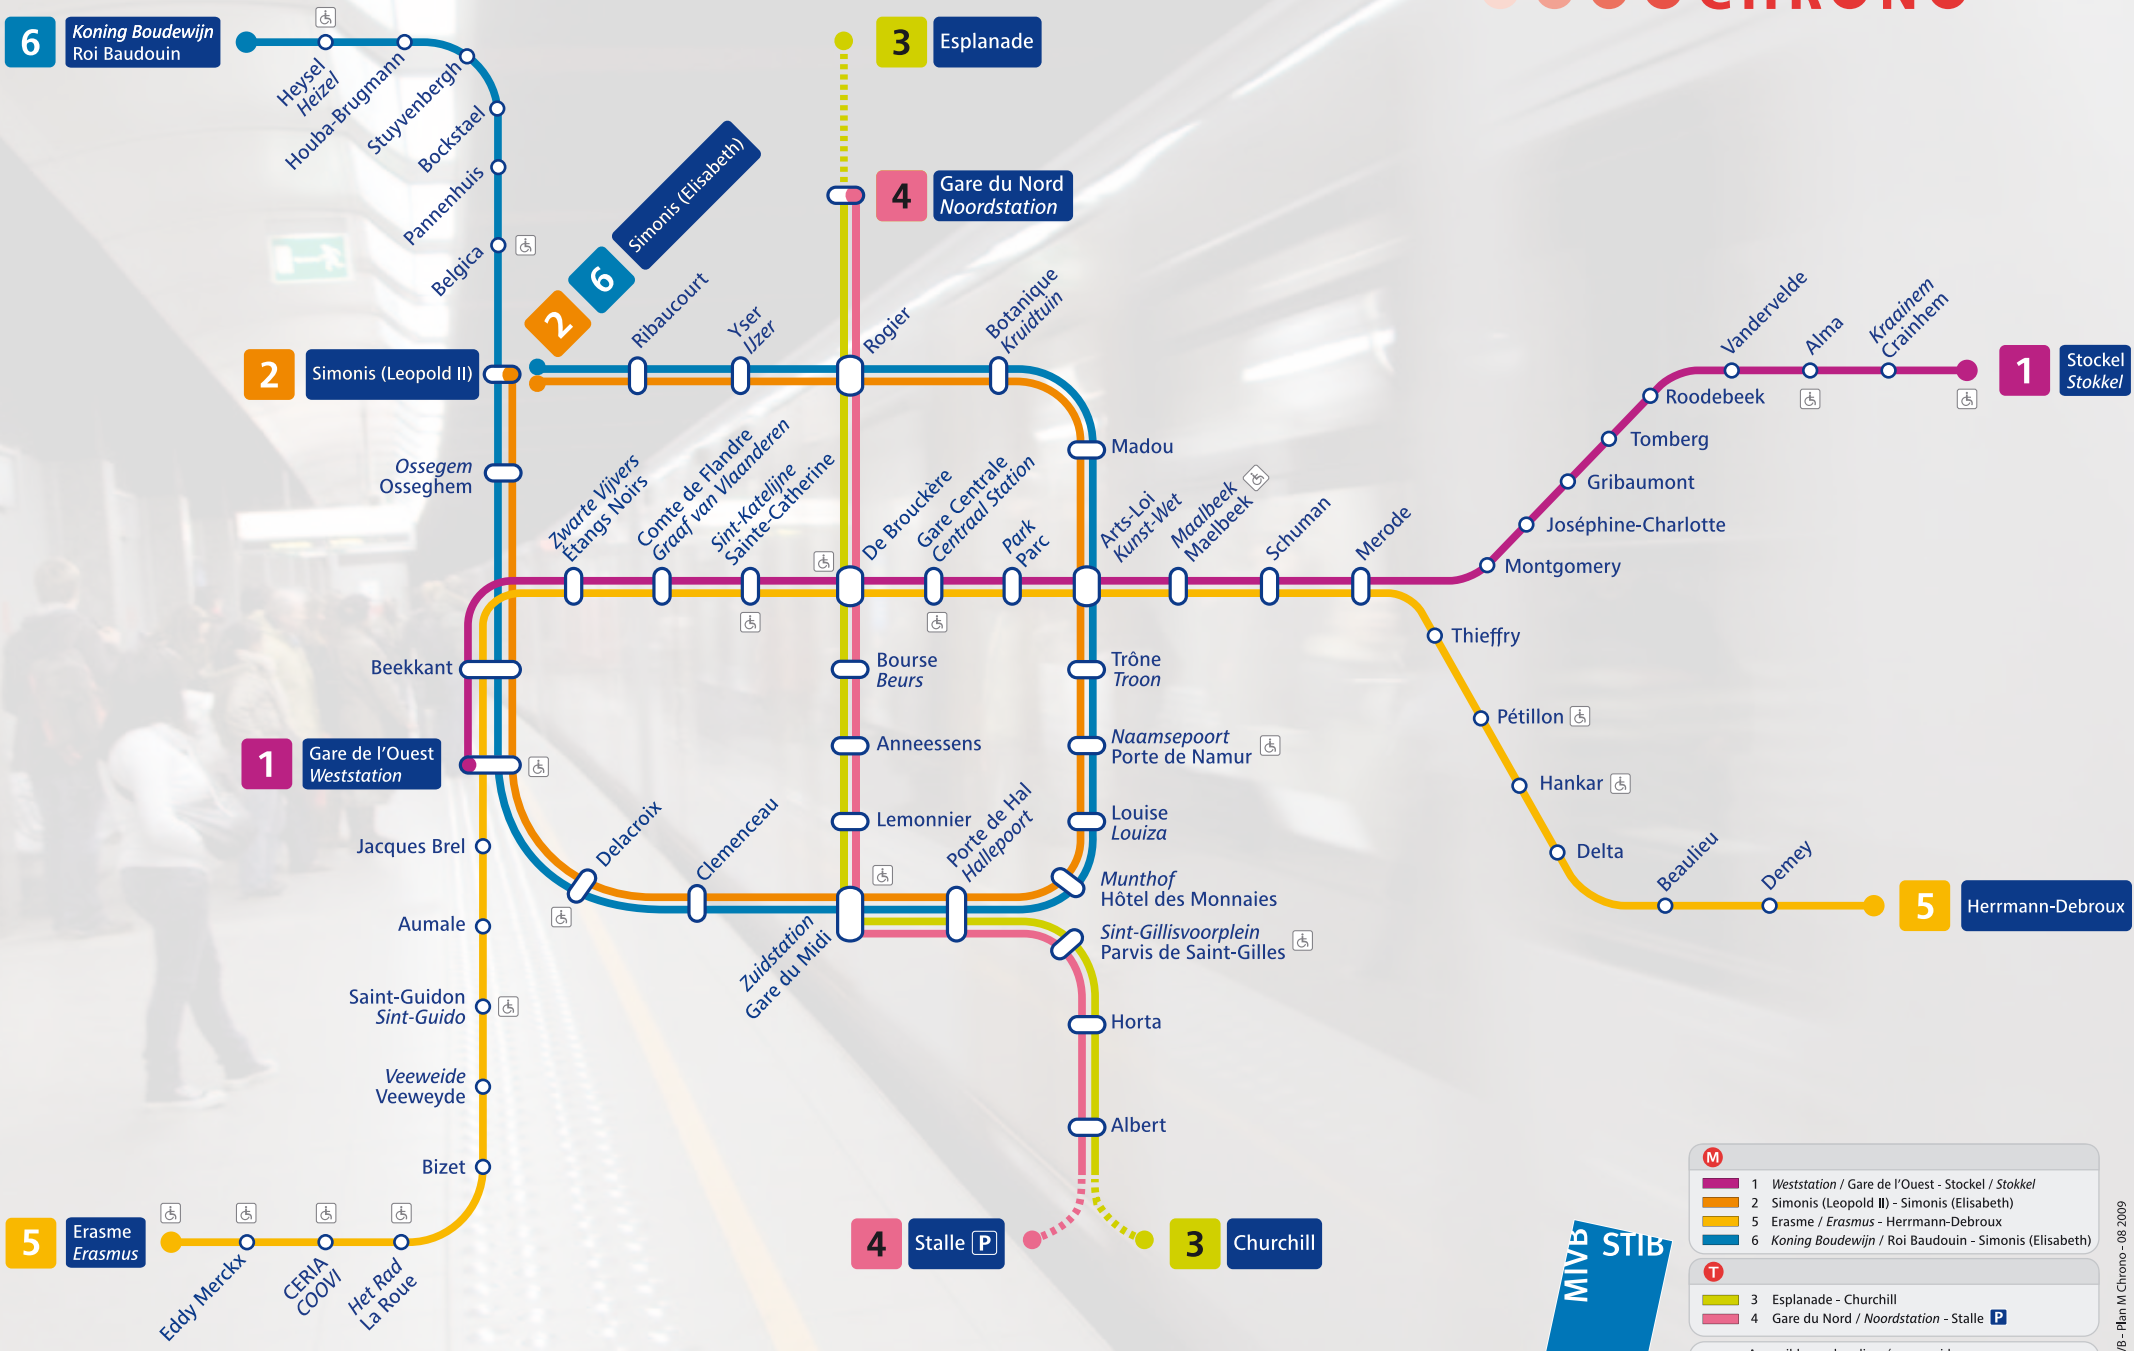 CHRONO
6
Koning Boudewijn
Roi Baudouin
3
Esplanade
Heysel
Heizel
Houba-Brugmann
Stuyvenbergh
Bockstael
Pannenhuis
Belgica
4
Gare du Nord
Noordstation
2
6
Simonis (Elisabeth)
2
Simonis (Leopold II)
Ribaucourt
Yser
IJzer
Rogier
Botanique
Kruidtuin
Madou
Vandervelde
Alma
Kraainem
Crainhem
1
Stockel
Stokkel
Roodebeek
Tomberg
Gribaumont
Joséphine-Charlotte
Montgomery
Ossegem
Osseghem
Zwarte Vijvers
Étangs Noirs
Comte de Flandre
Graaf van Vlaanderen
Sint-Katelijne
Sainte-Catherine
De Brouckère
Gare Centrale
Centraal Station
Park
Parc
Arts-Loi
Kunst-Wet
Maalbeek
Maelbeek
Schuman
Merode
Thieffry
Pétillon
Hankar
Delta
Beaulieu
Demey
5
Herrmann-Debroux
Beekkant
1
Gare de l'Ouest
Weststation
Bourse
Beurs
Anneessens
Lemonnier
Trône
Troon
Naamsepoort
Porte de Namur
Louise
Louiza
Munthof
Hôtel des Monnaies
Sint-Gillisvoorplein
Parvis de Saint-Gilles
Delacroix
Clemenceau
Zuidstation
Gare du Midi
Porte de Hal
Hallepoort
Horta
Albert
Jacques Brel
Aumale
Saint-Guidon
Sint-Guido
Veeweide
Veeweyde
Bizet
5
Erasme
Erasmus
Eddy Merckx
CERIA
COOVI
Het Rad
La Roue
4
Stalle P
3
Churchill
MIVB
STIB
M
1 Weststation / Gare de l'Ouest - Stockel / Stokkel
2 Simonis (Leopold II) - Simonis (Elisabeth)
5 Erasme / Erasmus - Herrmann-Debroux
6 Koning Boudewijn / Roi Baudouin - Simonis (Elisabeth)
T
3 Esplanade - Churchill
4 Gare du Nord / Noordstation - Stalle P
VB - Plan M Chrono - 08 2009